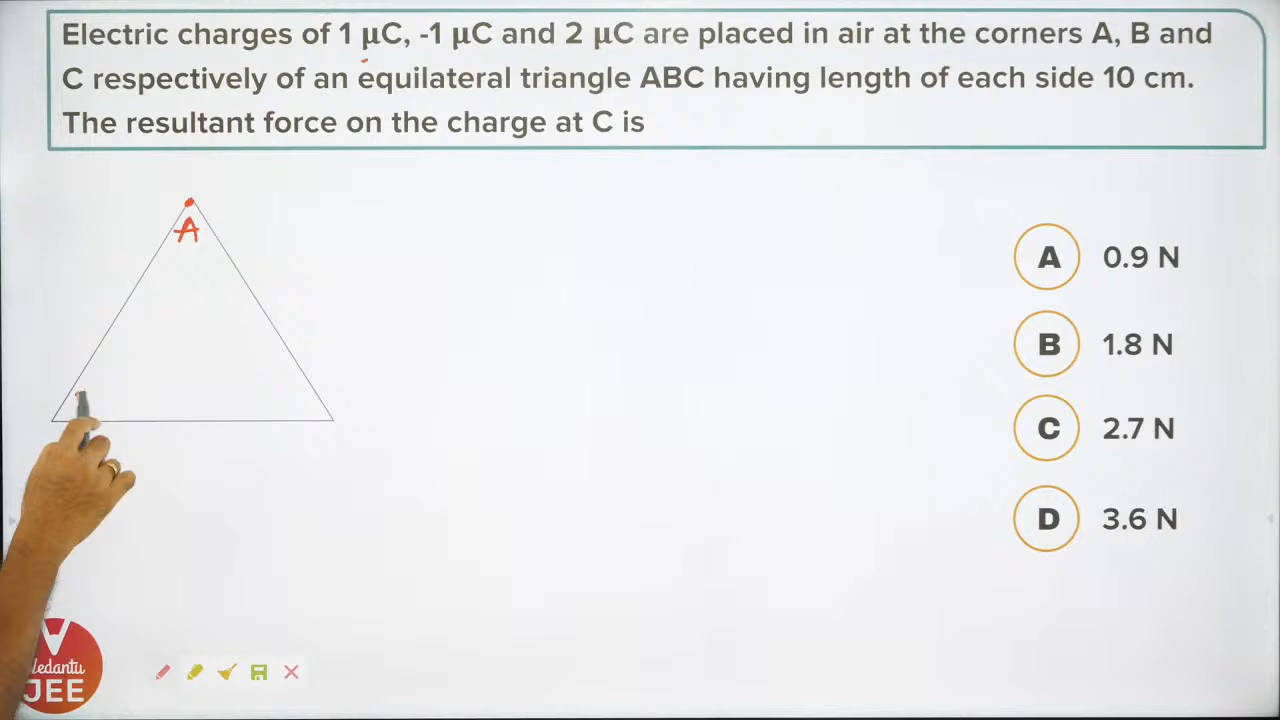 Electric charges of 1 μC, -1 μC and 2 μC are placed in air at the corners A, B and
C respectively of an equilateral triangle ABC having length of each side 10 cm.
The resultant force on the charge at C is
A
A 0.9 N
B 1.8 N
C 2.7 N
D 3.6 N
Vedantu
JEE